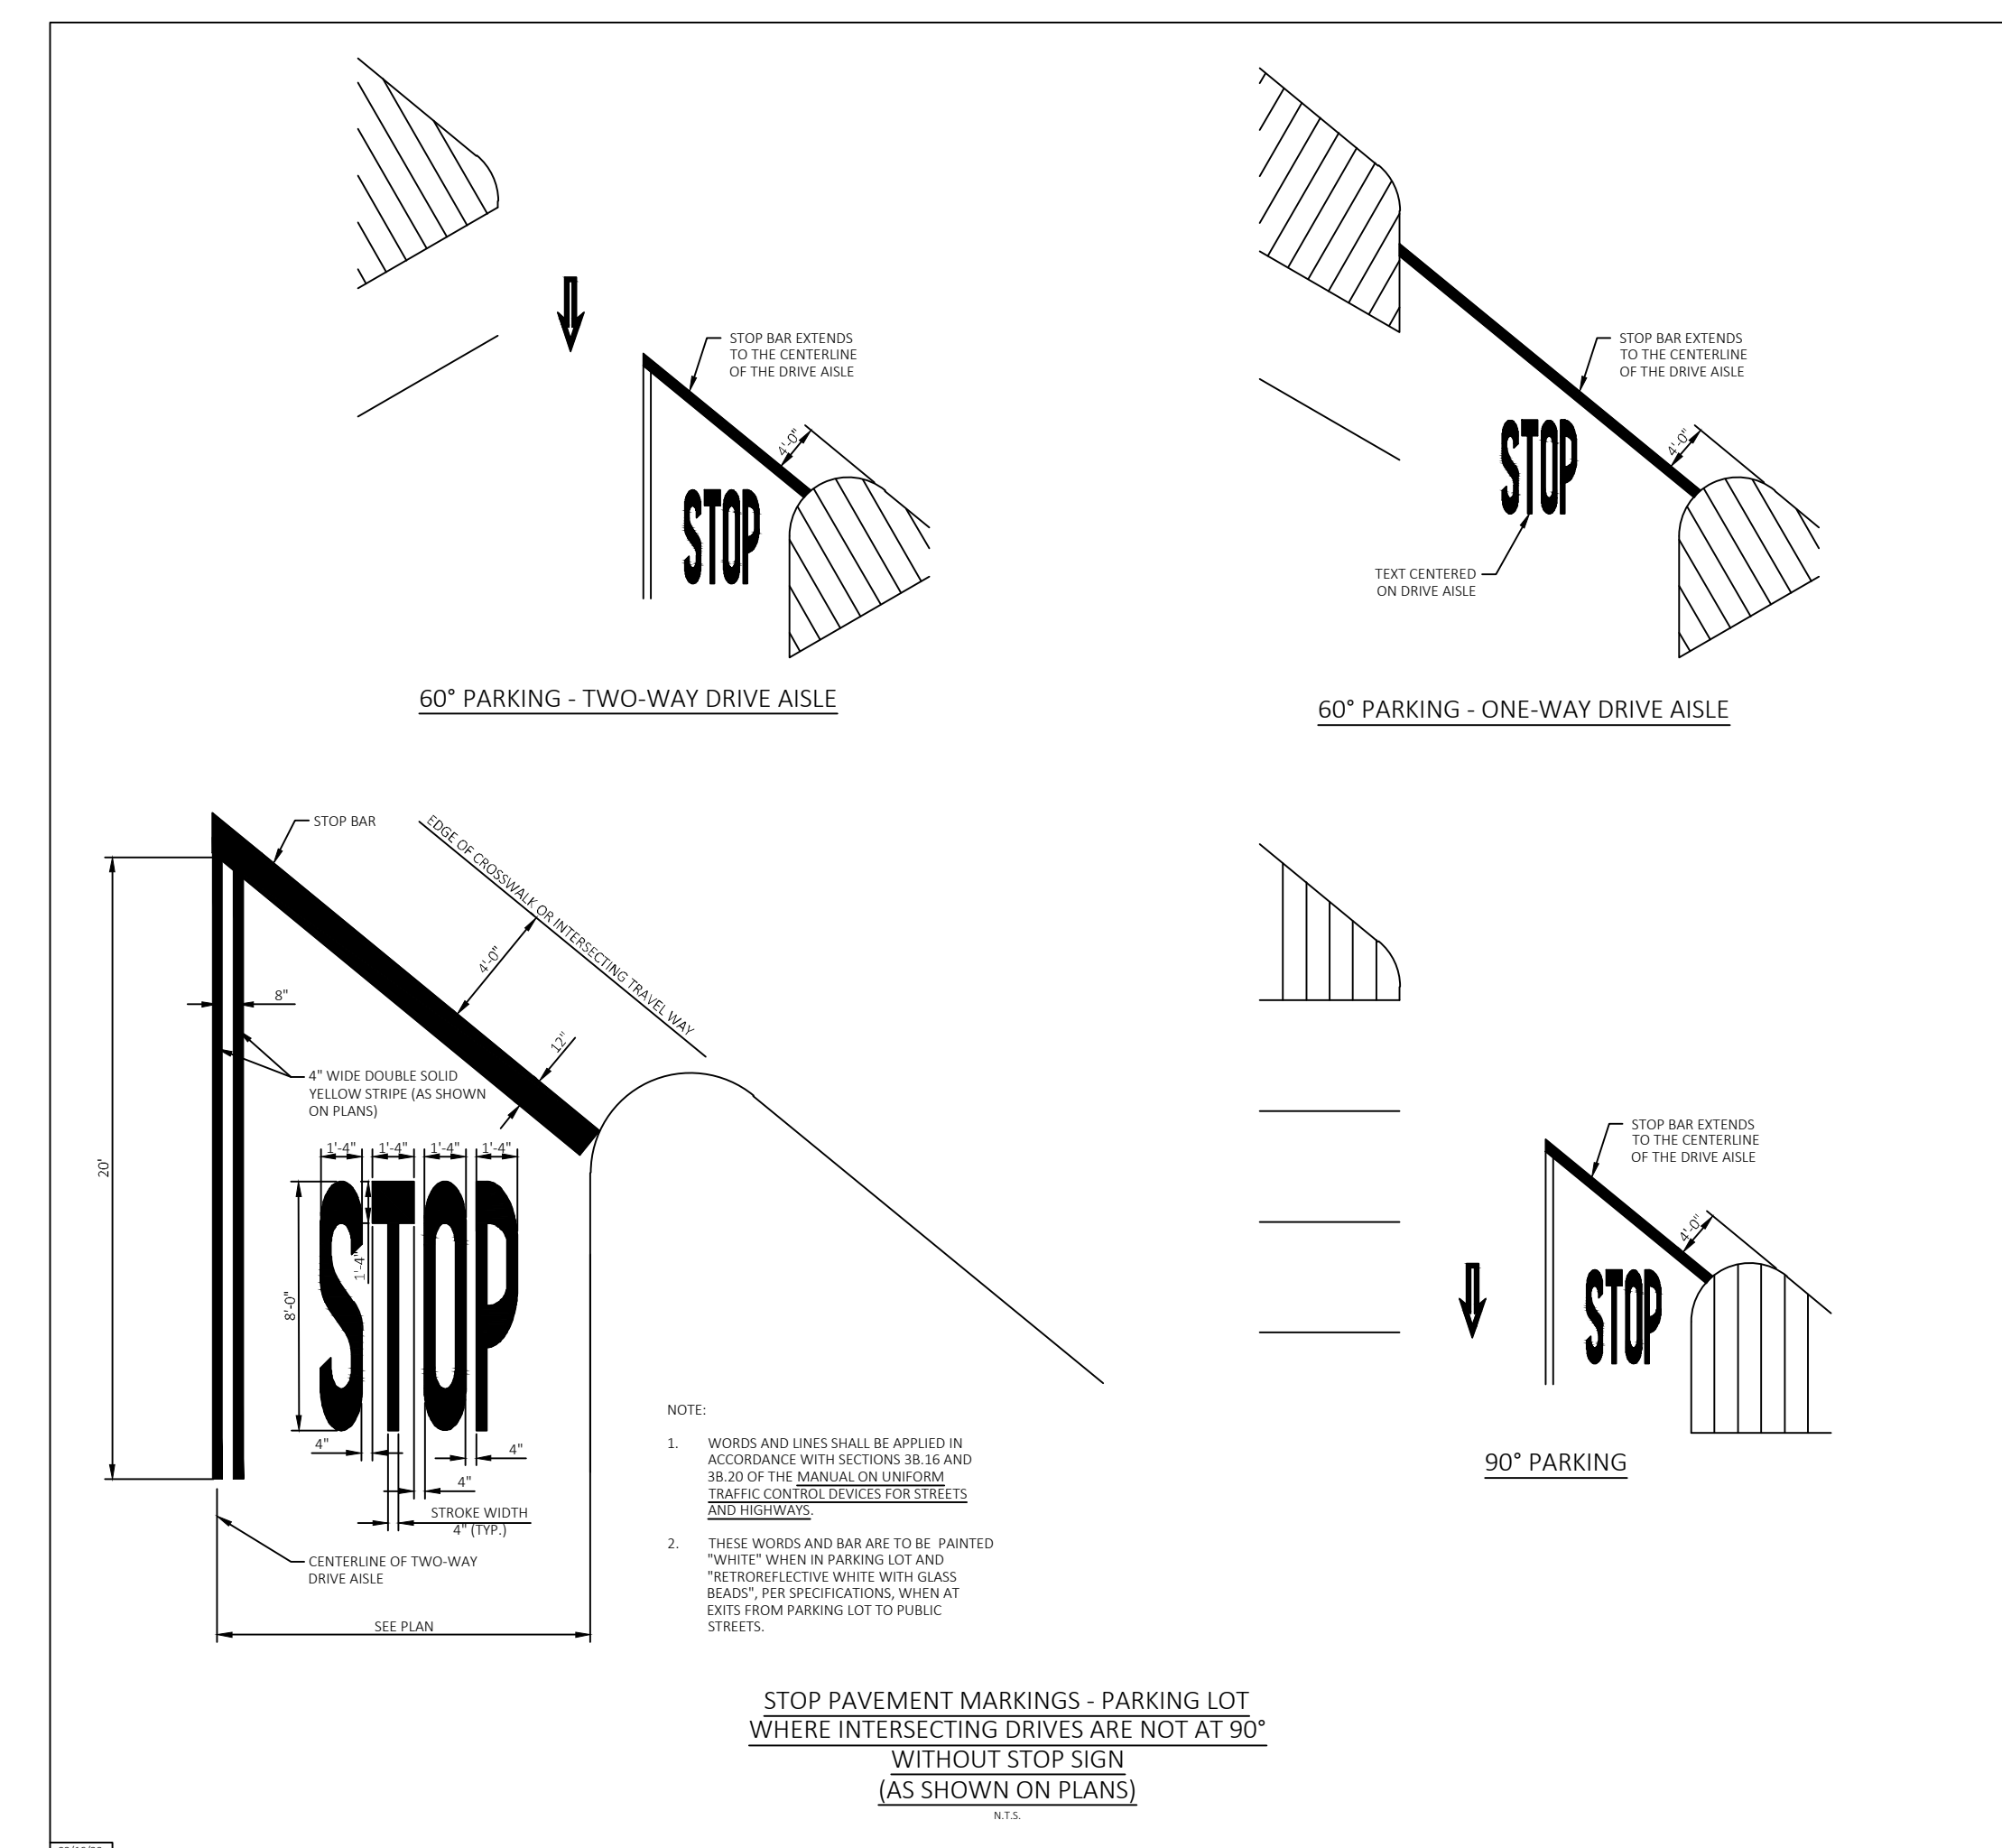 STOP BAR EXTENDS
TO THE CENTERLINE
OF THE DRIVE AISLE
4'-0"
STOP
60° PARKING - TWO-WAY DRIVE AISLE
STOP BAR EXTENDS
TO THE CENTERLINE
OF THE DRIVE AISLE
4'-0"
STOP
TEXT CENTERED
ON DRIVE AISLE
60° PARKING - ONE-WAY DRIVE AISLE
STOP BAR
EDGE OF CROSSWALK OR INTERSECTING TRAVEL WAY
4'-0"
12"
8"
4" WIDE DOUBLE SOLID
YELLOW STRIPE (AS SHOWN
ON PLANS)
20'
1'-4" 1'-4" 1'-4" 1'-4"
1'-4"
8'-0"
STOP
4"
4"
4"
STROKE WIDTH
4" (TYP.)
CENTERLINE OF TWO-WAY
DRIVE AISLE
SEE PLAN
NOTE:
1. WORDS AND LINES SHALL BE APPLIED IN
ACCORDANCE WITH SECTIONS 3B.16 AND
3B.20 OF THE MANUAL ON UNIFORM
TRAFFIC CONTROL DEVICES FOR STREETS
AND HIGHWAYS.
2. THESE WORDS AND BAR ARE TO BE PAINTED
"WHITE" WHEN IN PARKING LOT AND
"RETROREFLECTIVE WHITE WITH GLASS
BEADS", PER SPECIFICATIONS, WHEN AT
EXITS FROM PARKING LOT TO PUBLIC
STREETS.
STOP BAR EXTENDS
TO THE CENTERLINE
OF THE DRIVE AISLE
4'-0"
STOP
90° PARKING
STOP PAVEMENT MARKINGS - PARKING LOT
WHERE INTERSECTING DRIVES ARE NOT AT 90°
WITHOUT STOP SIGN
(AS SHOWN ON PLANS)
N.T.S.